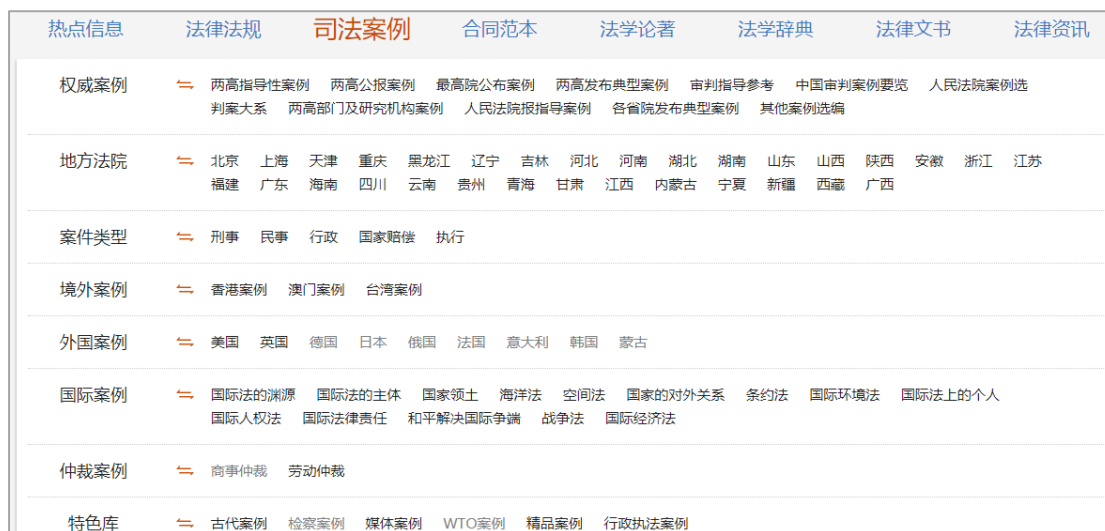 热点信息 法律法规 司法案例 合同范本 法学论著 法学辞典 法律文书 法律资讯
权威案例 两高指导性案例 两高公报案例 最高院公布案例 两高发布典型案例 审判指导参考 中国审判案例要览 人民法院案例选
判案大系 两高部门及研究机构案例 人民法院报指导案例 各省院发布典型案例 其他案例选编
地方法院 北京 上海 天津 重庆 黑龙江 辽宁 吉林 河北 河南 湖北 湖南 山东 山西 陕西 安徽 浙江 江苏
福建 广东 海南 四川 云南 贵州 青海 甘肃 江西 内蒙古 宁夏 新疆 西藏 广西
案件类型 刑事 民事 行政 国家赔偿 执行
境外案例 香港案例 澳门案例 台湾案例
外国案例 美国 英国 德国 日本 俄国 法国 意大利 韩国 蒙古
国际案例 国际法的渊源 国际法的主体 国家领土 海洋法 空间法 国家的对外关系 条约法 国际环境法 国际法上的个人
国际人权法 国际法律责任 和平解决国际争端 战争法 国际经济法
仲裁案例 商事仲裁 劳动仲裁
特色库 古代案例 检察案例 媒体案例 WTO案例 精品案例 行政执法案例